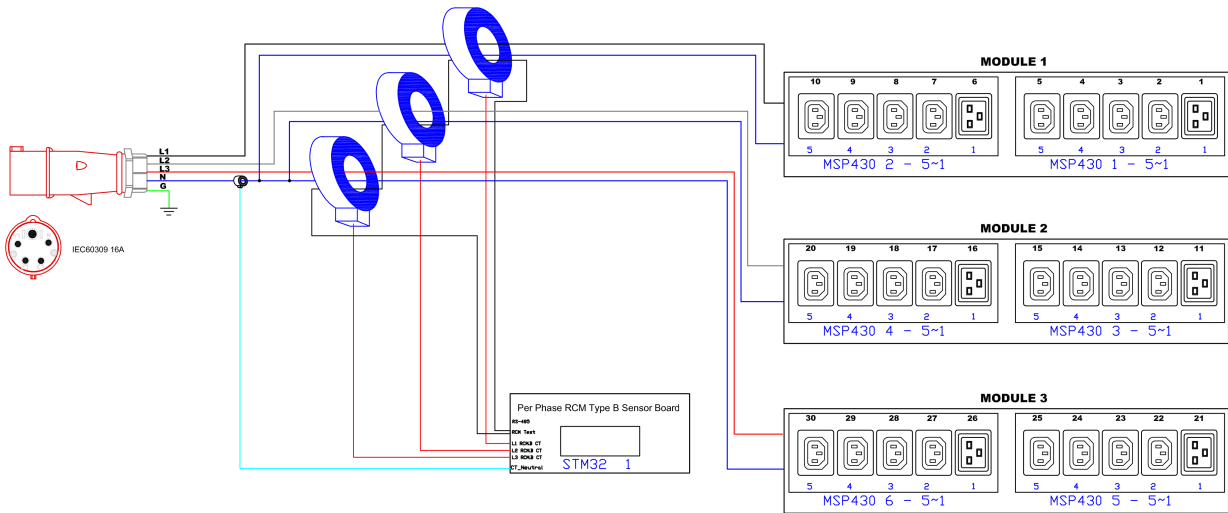 MODULE 1
10 9 8 7 6 5 4 3 2 1
5 4 3 2 1 5 4 3 2 1
MSP430 2 - 5~1 MSP430 1 - 5~1
L1
L2
L3
N
G
IEC60309 16A
MODULE 2
20 19 18 17 16 15 14 13 12 11
5 4 3 2 1 5 4 3 2 1
MSP430 4 - 5~1 MSP430 3 - 5~1
MODULE 3
30 29 28 27 26 25 24 23 22 21
5 4 3 2 1 5 4 3 2 1
MSP430 6 - 5~1 MSP430 5 - 5~1
Per Phase RCM Type B Sensor Board
RS-485
RCM Test
L1 RCMB CT
L2 RCMB CT
L3 RCMB CT
CT_Neutral
STM32 1